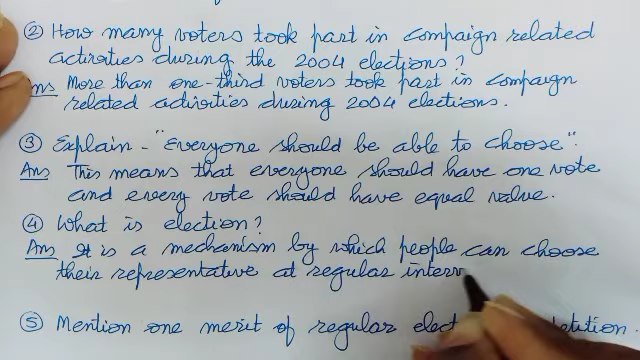 ② How many voters took part in compaign related
activities during the 2004 elections?
Ans More than one-third voters took part in compaign
related activities during 2004 elections.
③ Explain - "Everyone should be able to choose".
Ans This means that everyone should have one vote
and every vote should have equal value.
④ What is election?
Ans It is a mechanism by which people can choose
their representative at regular interv
⑤ Mention one merit of regular elect petition.